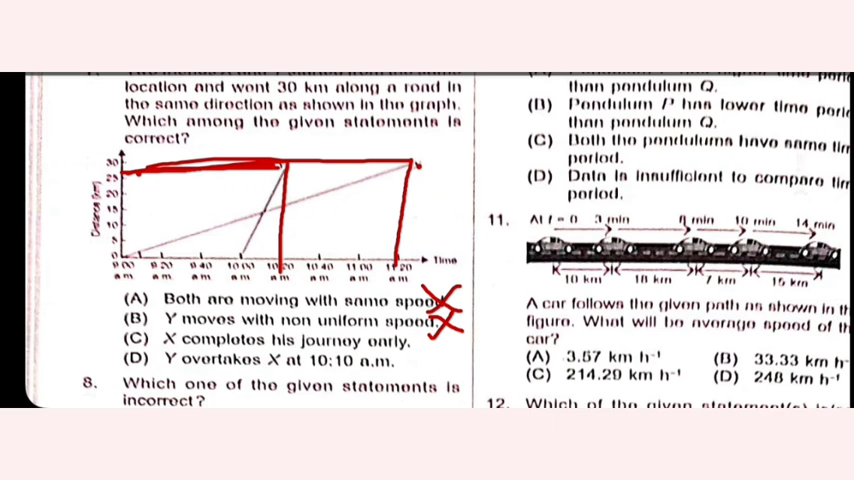 location and went 30 km along a road in
the same direction as shown in the graph.
Which among the given statements is
correct?
30
25
20
15
10
5
0
Distance (km)
9:00 a.m.
9:20 a.m.
9:40 a.m.
10:00 a.m.
10:20 a.m.
10:40 a.m.
11:00 a.m.
11:20 a.m.
Time
(A) Both are moving with same speed.
(B) Y moves with non uniform speed.
(C) X completes his journey early.
(D) Y overtakes X at 10:10 a.m.
8. Which one of the given statements is
incorrect?
than pendulum Q.
(B) Pendulum P has lower time
than pendulum Q.
(C) Both the pendulums have same
period.
(D) Data is insufficient to compare
period.
11. At t = 0 3 min 8 min 10 min 14 min
10 km 18 km 7 km 15 km
A car follows the given path as shown in
figure. What will be average speed of
car?
(A) 3.57 km h⁻¹ (B) 33.33 km h⁻
(C) 214.29 km h⁻¹ (D) 248 km h⁻¹
12. Which of the given